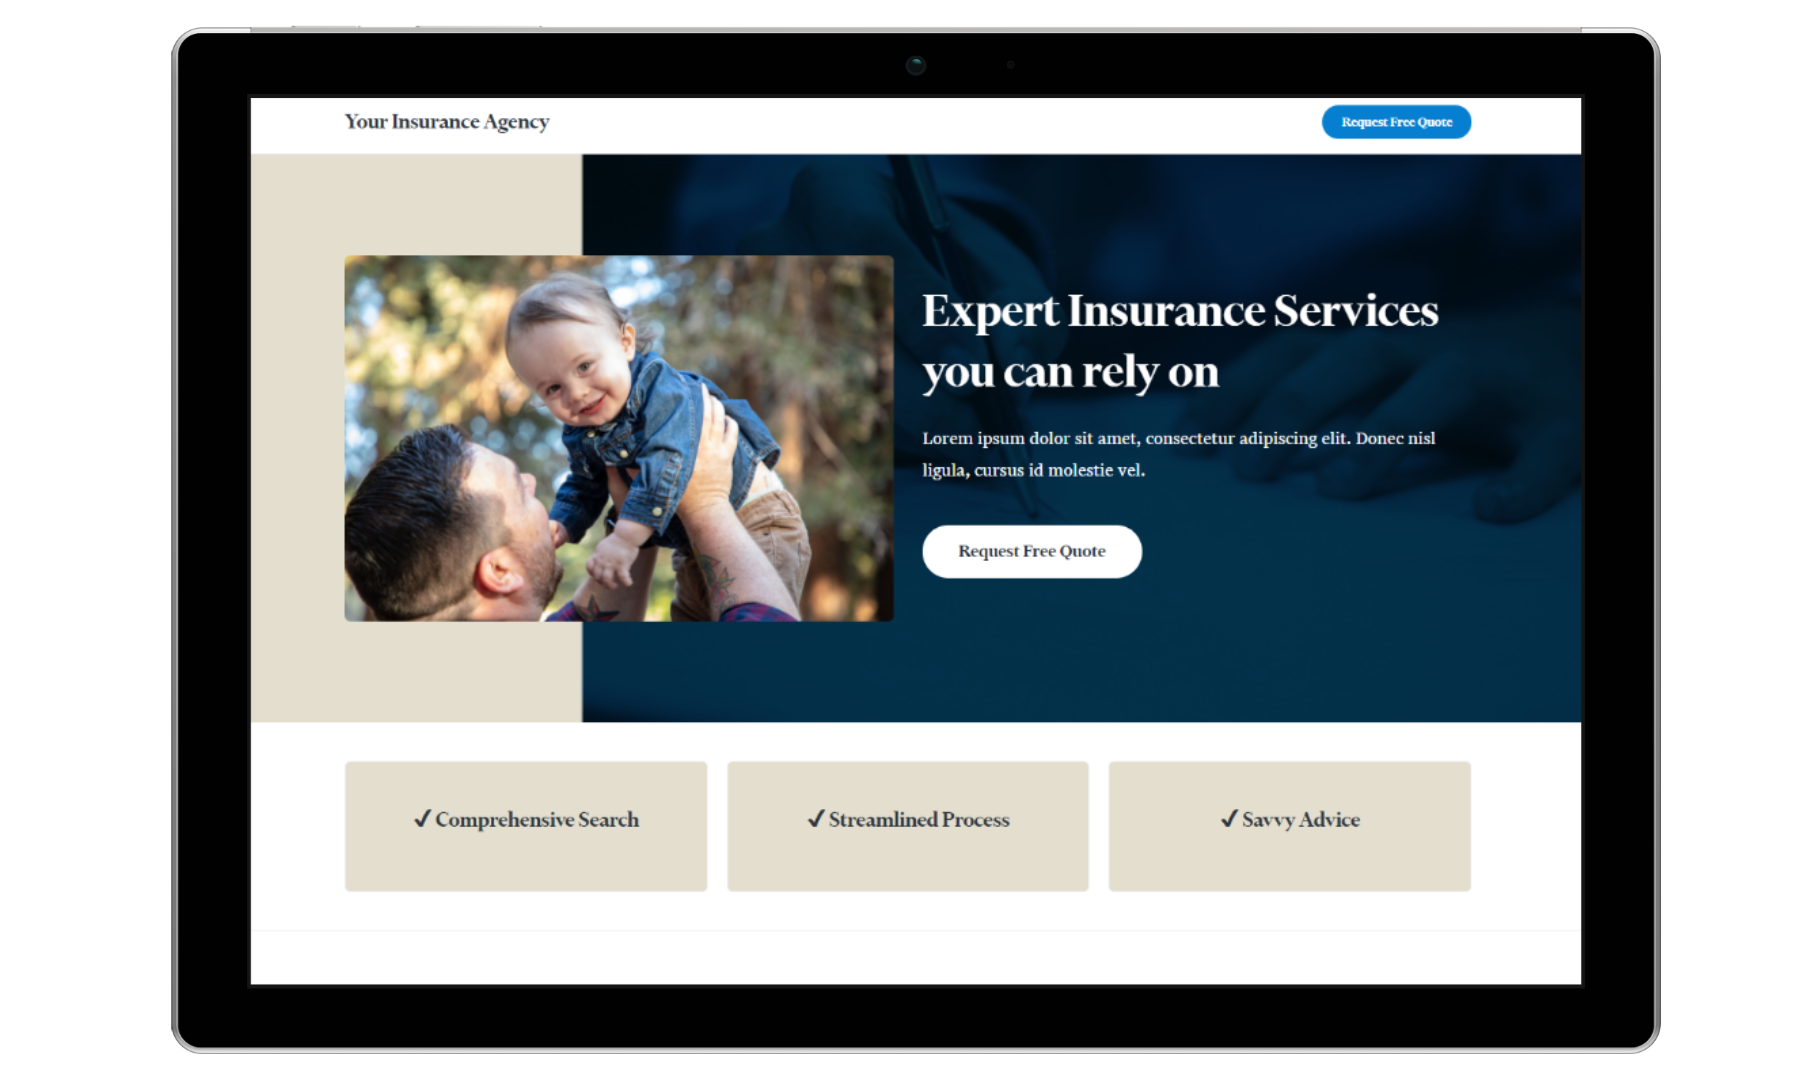 Your Insurance Agency
Request Free Quote
Expert Insurance Services
you can rely on
Lorem ipsum dolor sit amet, consectetur adipiscing elit. Donec nisl
ligula, cursus id molestie vel.
Request Free Quote
✓ Comprehensive Search
✓ Streamlined Process
✓ Savvy Advice